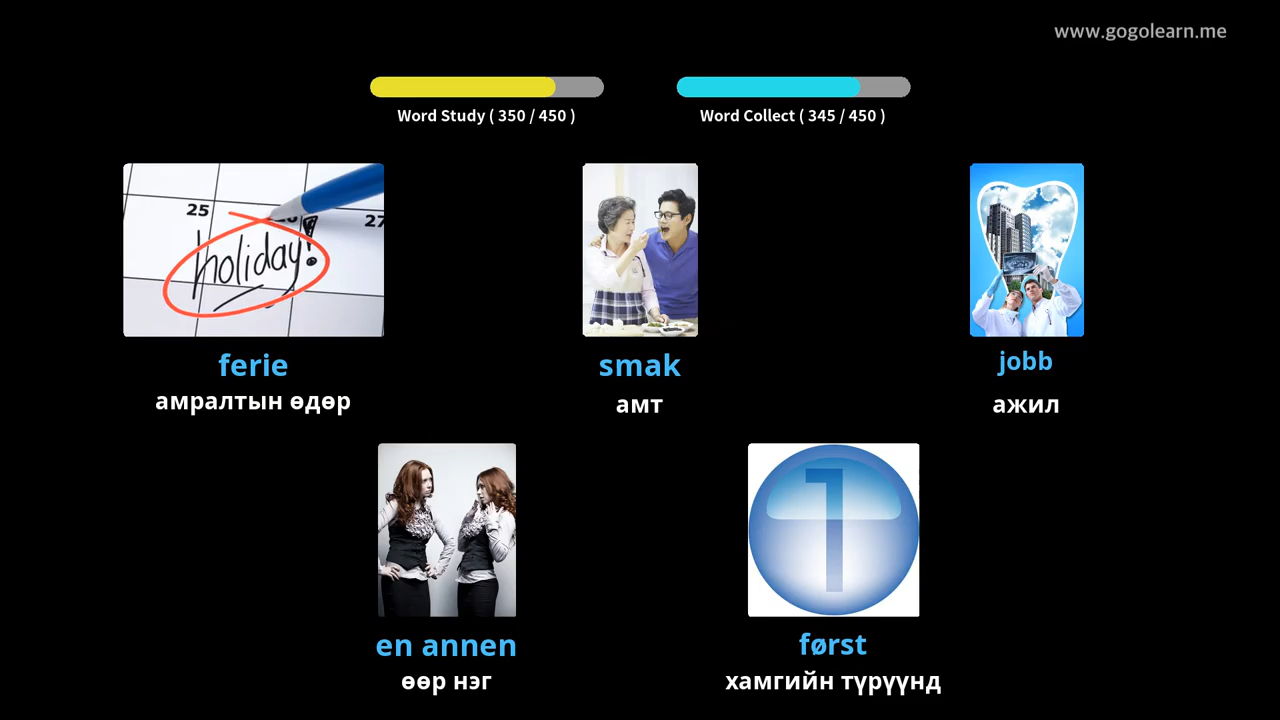 www.gogolearn.me
Word Study ( 350 / 450 )
Word Collect ( 345 / 450 )
25
27
holiday!
ferie
амралтын өдөр
smak
амт
jobb
ажил
1
en annen
өөр нэг
først
хамгийн түрүүнд